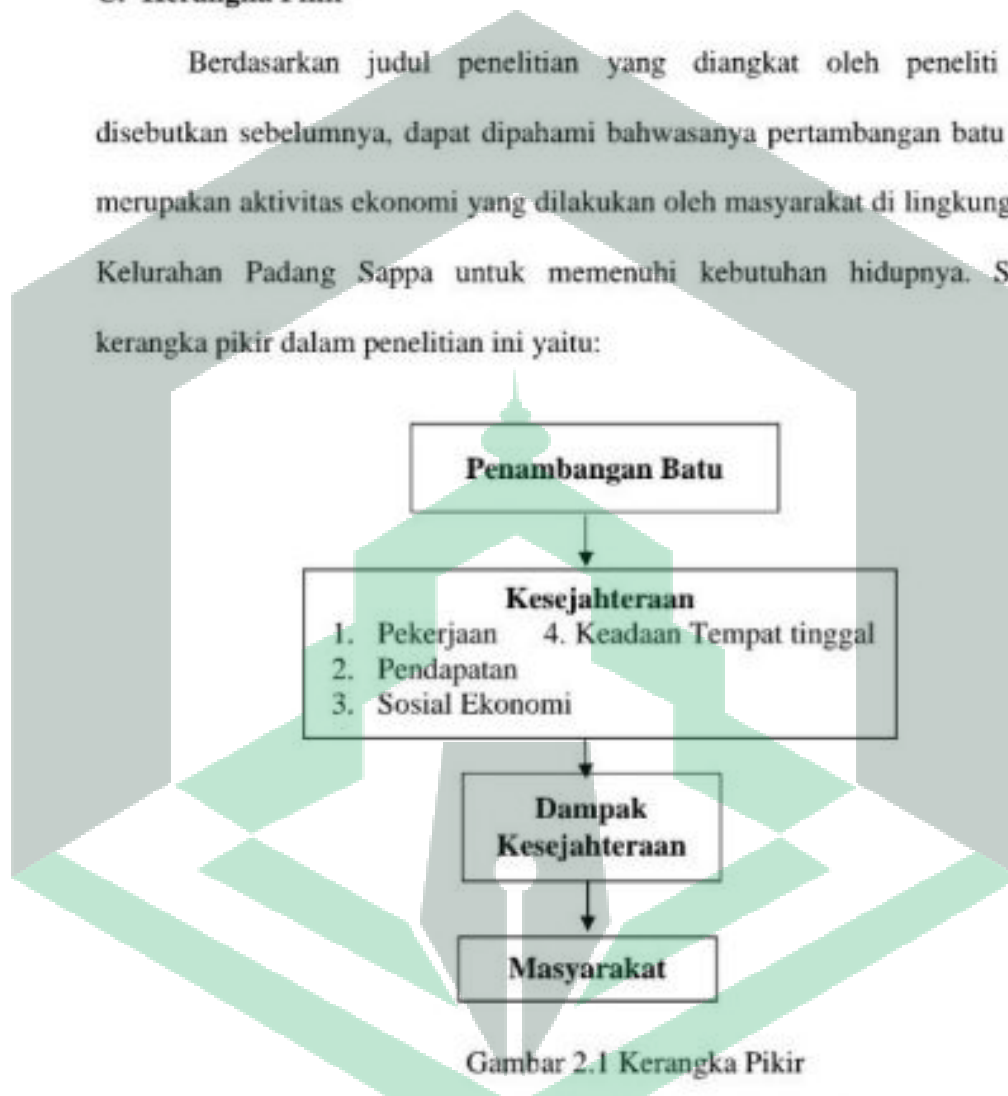 C. Kerangka Pikir
Berdasarkan judul penelitian yang diangkat oleh peneliti
disebutkan sebelumnya, dapat dipahami bahwasanya pertambangan batu
merupakan aktivitas ekonomi yang dilakukan oleh masyarakat di lingkung
Kelurahan Padang Sappa untuk memenuhi kebutuhan hidupnya. S
kerangka pikir dalam penelitian ini yaitu:
Penambangan Batu
Kesejahteraan
1. Pekerjaan 4. Keadaan Tempat tinggal
2. Pendapatan
3. Sosial Ekonomi
Dampak
Kesejahteraan
Masyarakat
Gambar 2.1 Kerangka Pikir